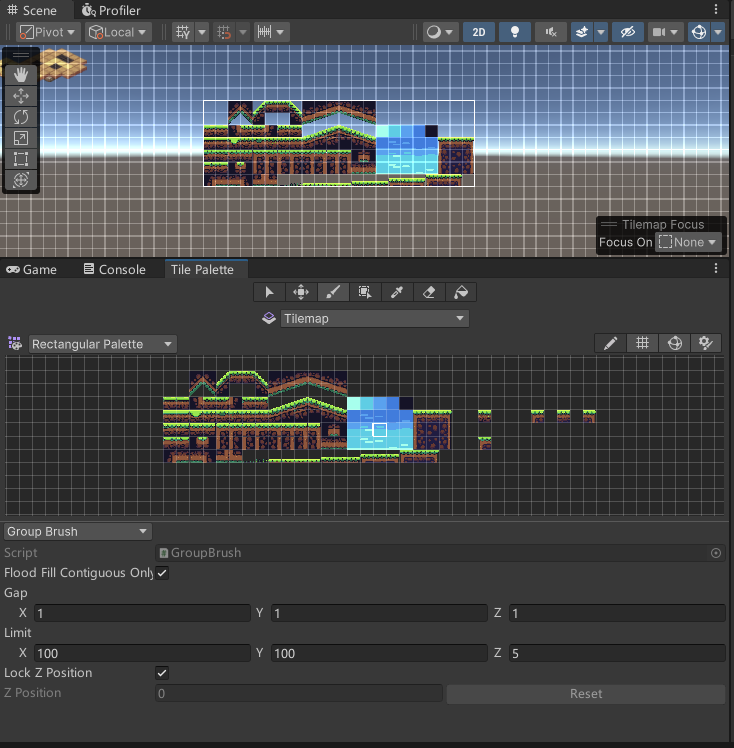 Scene Profiler
Pivot Local 2D
Tilemap Focus
Focus On None
Game Console Tile Palette
Tilemap
Rectangular Palette
Group Brush
Script GroupBrush
Flood Fill Contiguous Only
Gap
X 1 Y 1 Z 1
Limit
X 100 Y 100 Z 5
Lock Z Position
Z Position 0 Reset